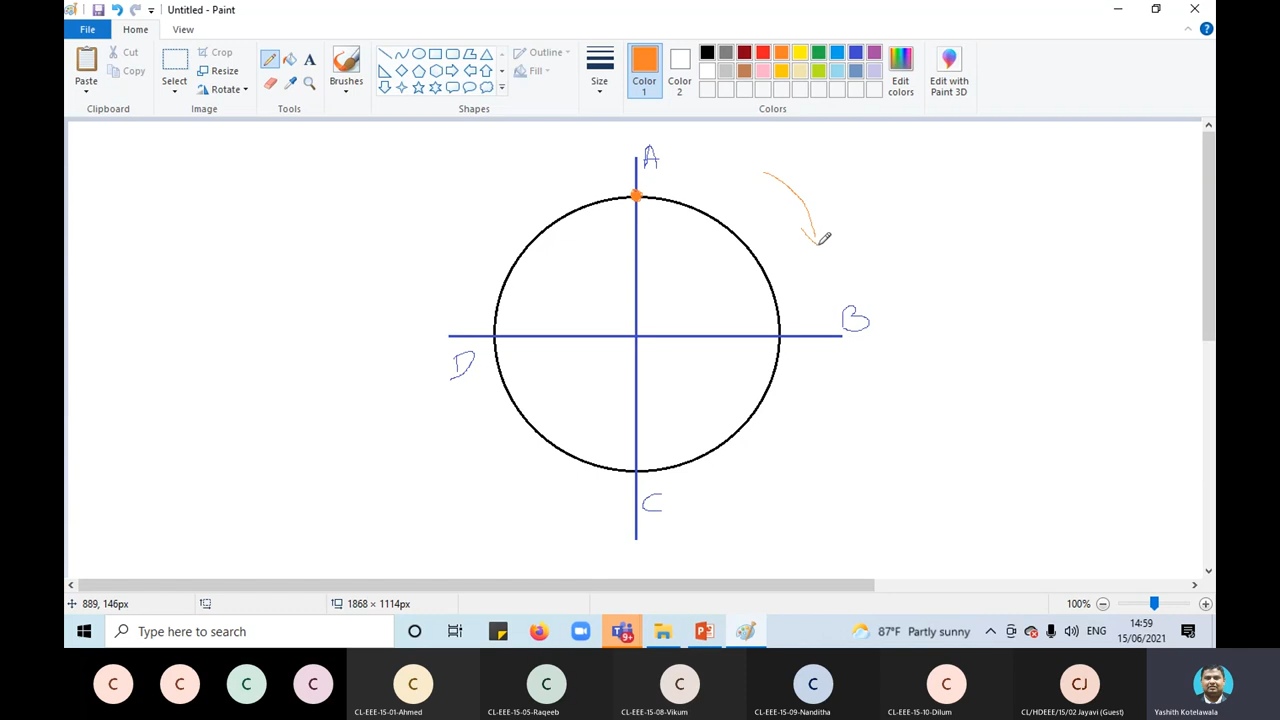 Untitled - Paint
File
Home
View
Paste
Cut
Copy
Clipboard
Select
Crop
Resize
Rotate
Image
A
Tools
Brushes
Outline
Fill
Shapes
Size
Color
1
Color
2
Colors
Edit
colors
Edit with
Paint 3D
A
B
D
C
889, 146px
1868 × 1114px
100%
Type here to search
9+
87°F Partly sunny
ENG
14:59
15/06/2021
C
C
C
C
C
C
C
C
C
CJ
CL-EEE-15-01-Ahmed
CL-EEE-15-05-Raqeeb
CL-EEE-15-08-Vikum
CL-EEE-15-09-Nanditha
CL-EEE-15-10-Dilum
CL/HDEEE/15/02 Jayavi (Guest)
Yashith Kotelawala